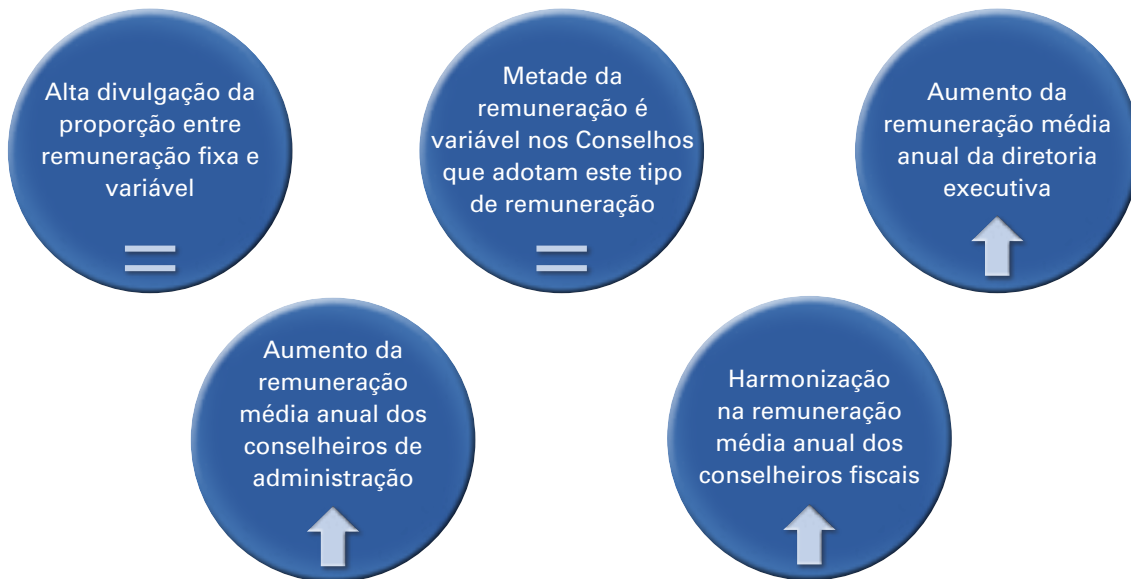 Alta divulgação da
proporção entre
remuneração fixa e
variável
Metade da
remuneração é
variável nos Conselhos
que adotam este tipo
de remuneração
Aumento da
remuneração média
anual da diretoria
executiva
Aumento da
remuneração
média anual dos
conselheiros de
administração
Harmonização
na remuneração
média anual dos
conselheiros fiscais